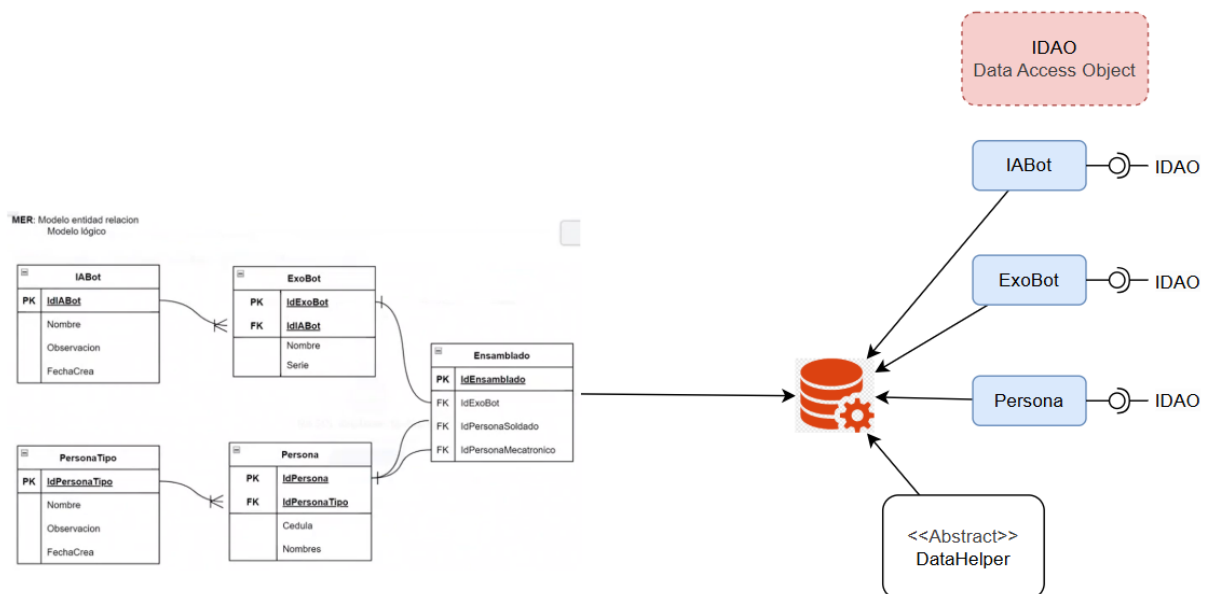 MER: Modelo entidad relacion
Modelo lógico
IABot
PK IdIABot
Nombre
Observacion
FechaCrea
ExoBot
PK IdExoBot
FK IdIABot
Nombre
Serie
PersonaTipo
PK IdPersonaTipo
Nombre
Observacion
FechaCrea
Persona
PK IdPersona
FK IdPersonaTipo
Cedula
Nombres
Ensamblado
PK IdEnsamblado
FK IdExoBot
FK IdPersonaSoldado
FK IdPersonaMecatronico
IDAO
Data Access Object
IABot IDAO
ExoBot IDAO
Persona IDAO
<<Abstract>>
DataHelper